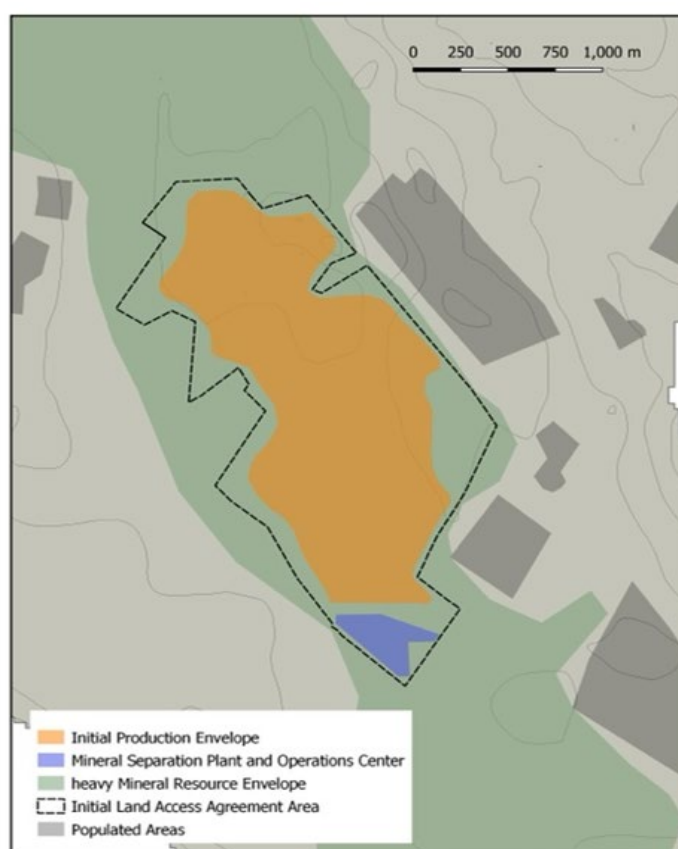 0 250 500 750 1,000 m
Initial Production Envelope
Mineral Separation Plant and Operations Center
heavy Mineral Resource Envelope
Initial Land Access Agreement Area
Populated Areas